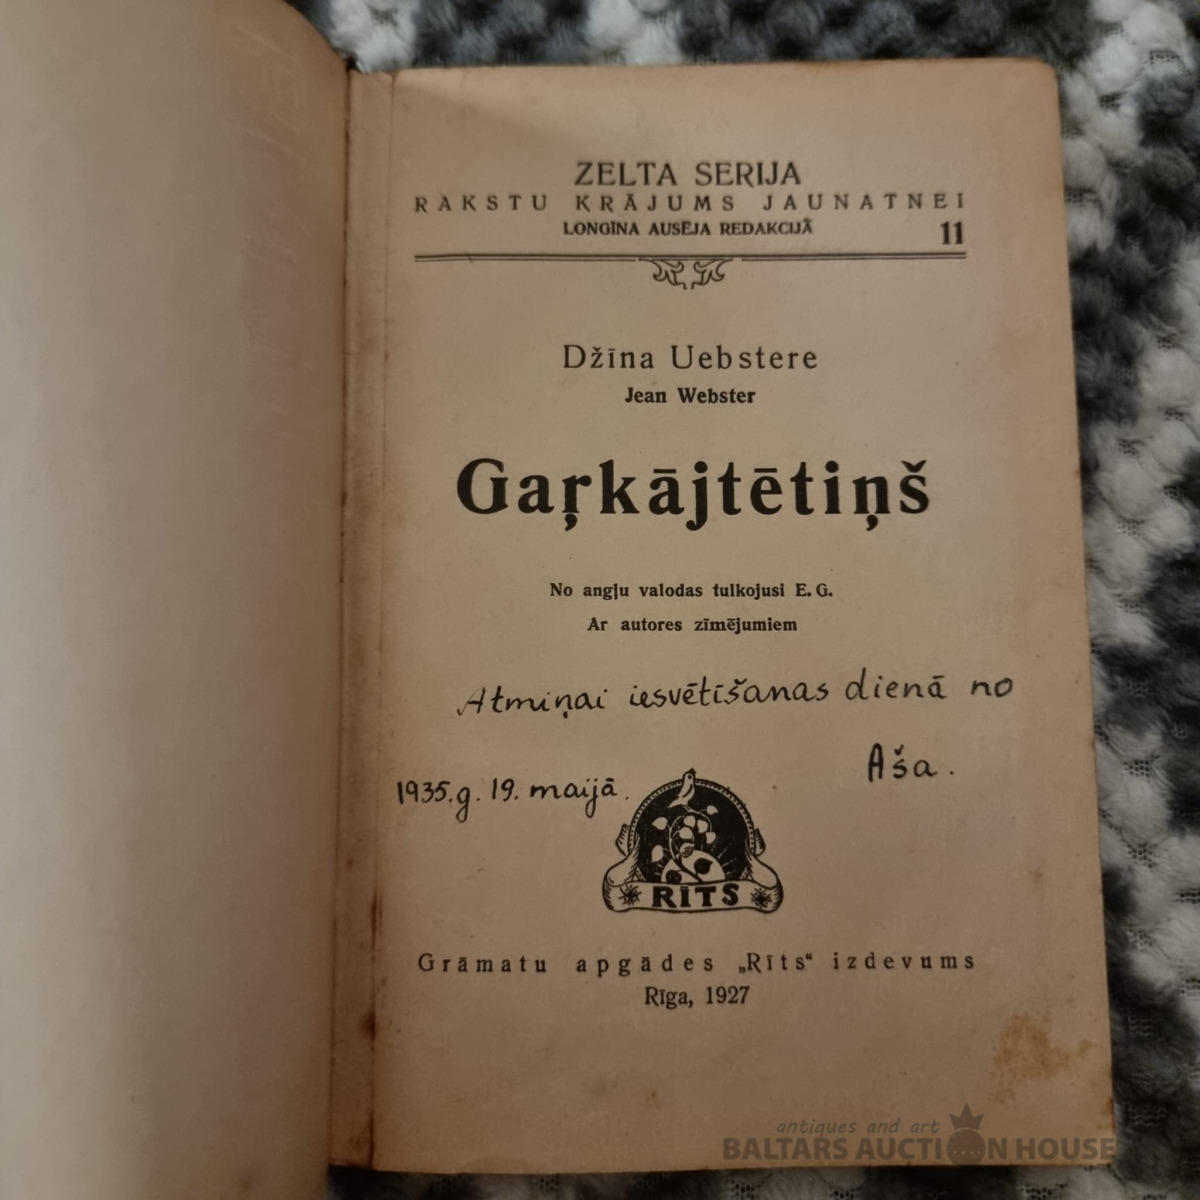 ZELTA SERIJA
RAKSTU KRĀJUMS JAUNATNEI
LONGĪNA AUSĒJA REDAKCIJĀ
11
Džīna Uebstere
Jean Webster
Gaŗkājtētiņš
No angļu valodas tulkojusi E. G.
Ar autores zīmējumiem
Atmiņai iesvētīšanas dienā no
Aša.
1935.g. 19. maijā.
RĪTS
Grāmatu apgādes „Rīts“ izdevums
Rīga, 1927
antiques and art
BALTARS AUCTION HOUSE